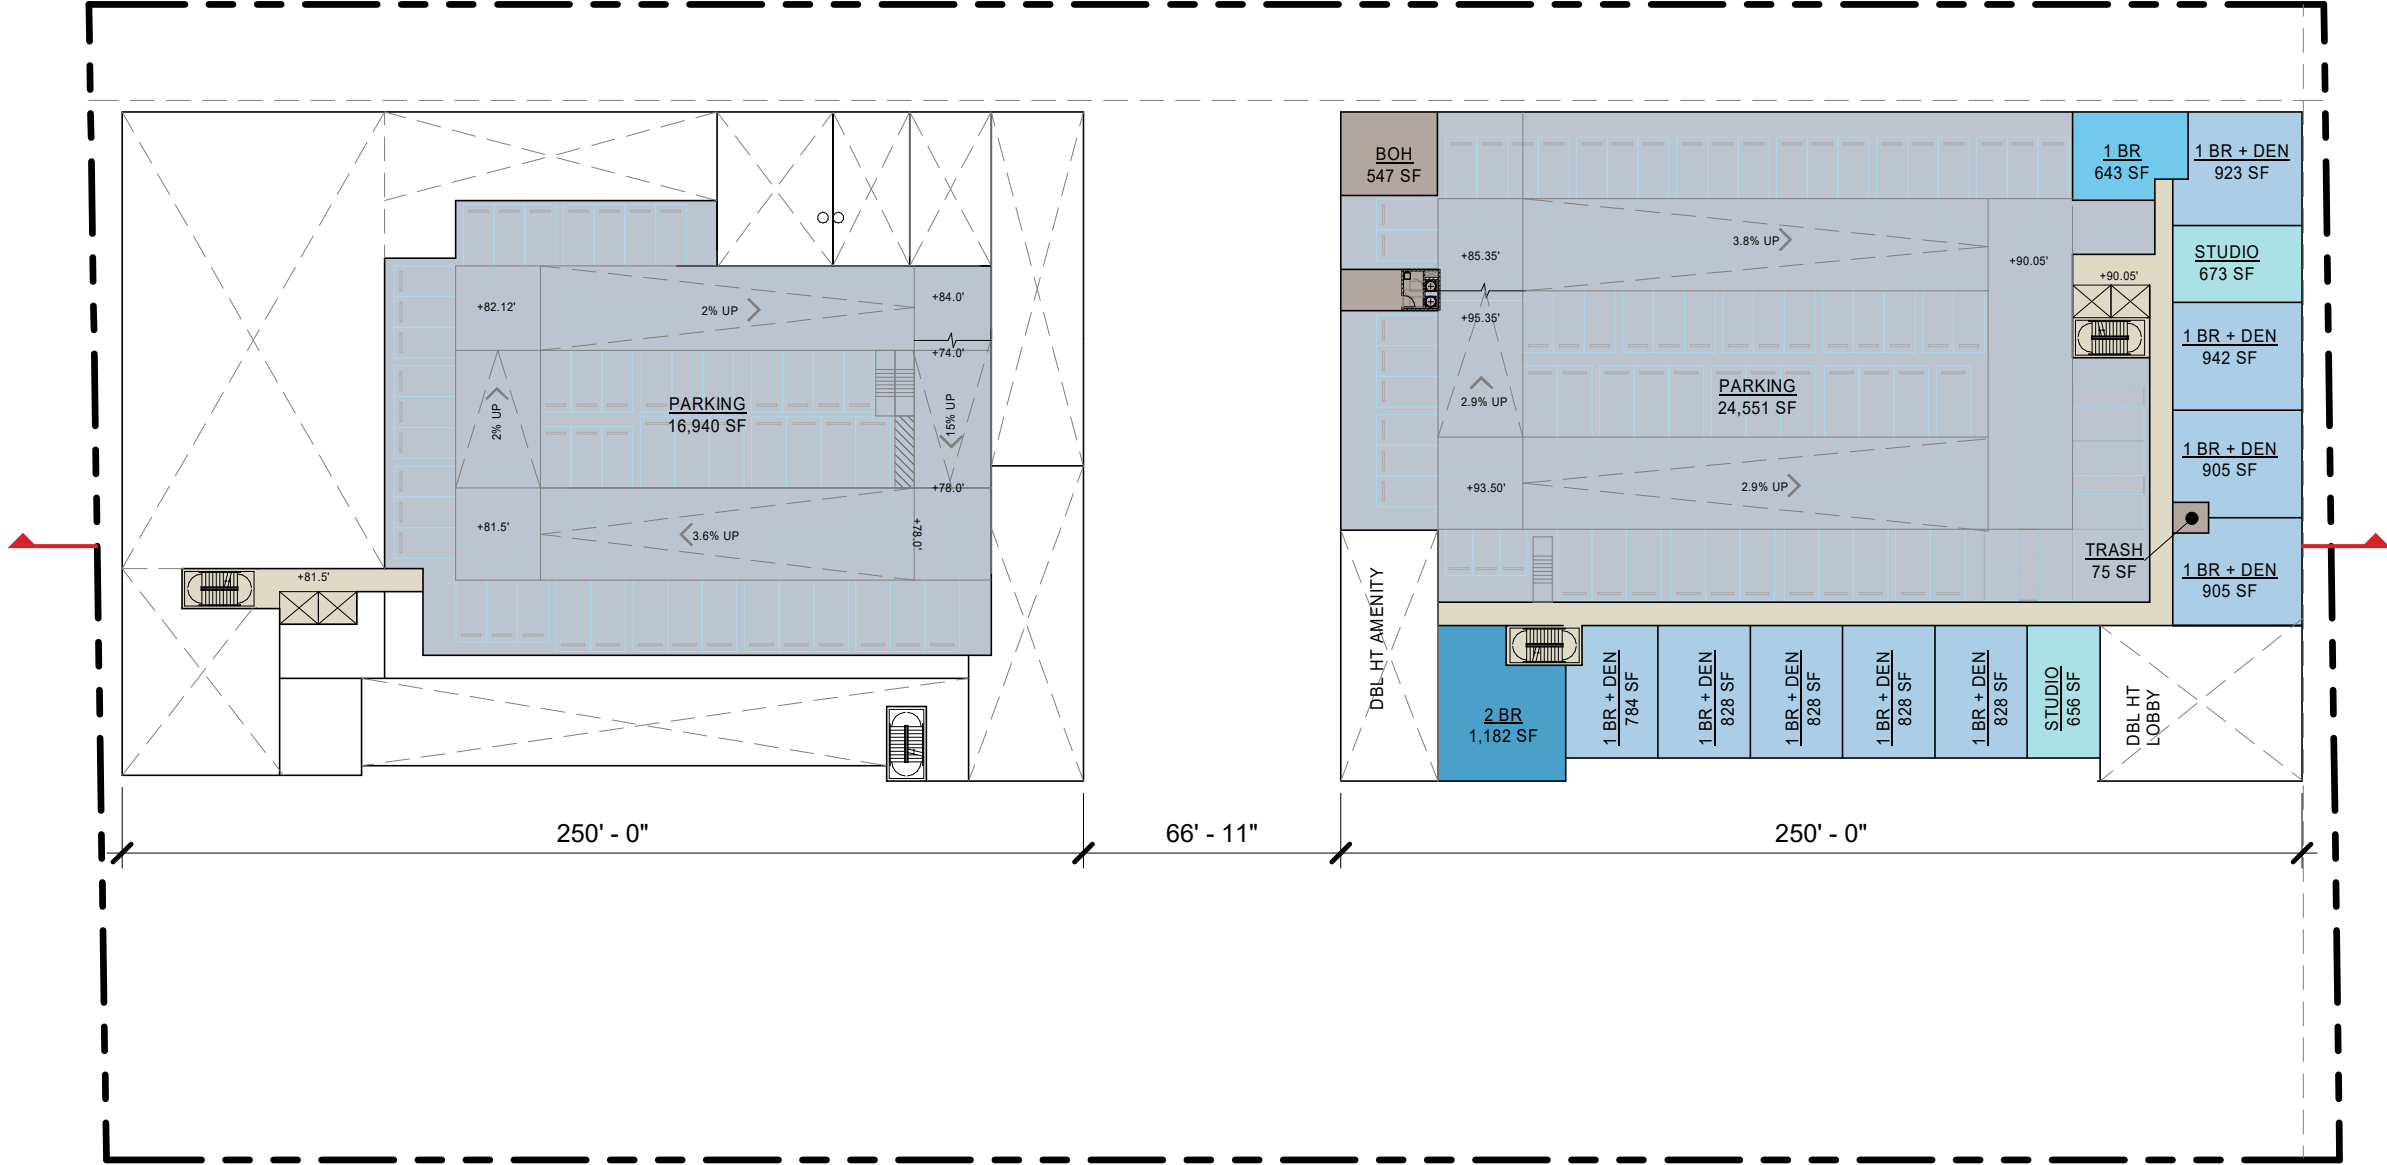 BOH
547 SF
1 BR
643 SF
1 BR + DEN
923 SF
3.8% UP
+85.35'
+90.05'
STUDIO
673 SF
+90.05'
+82.12'
2% UP
+84.0'
+95.35'
+74.0'
1 BR + DEN
942 SF
2% UP
PARKING
16,940 SF
15% UP
2.9% UP
PARKING
24,551 SF
1 BR + DEN
905 SF
+78.0'
+93.50'
2.9% UP
+81.5'
3.6% UP
+78.0'
TRASH
75 SF
1 BR + DEN
905 SF
+81.5'
DBL HT AMENITY
2 BR
1,182 SF
1 BR + DEN
784 SF
1 BR + DEN
828 SF
1 BR + DEN
828 SF
1 BR + DEN
828 SF
1 BR + DEN
828 SF
STUDIO
656 SF
DBL HT
LOBBY
250' - 0"
66' - 11"
250' - 0"